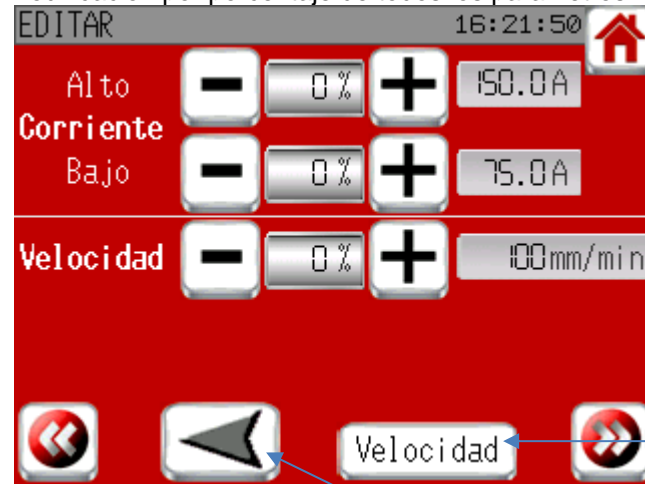 EDITAR 16:21:50
Alto 0% 150.0A
Corriente
Bajo 0% 75.0A
Velocidad 0% 100mm/min
Velocidad